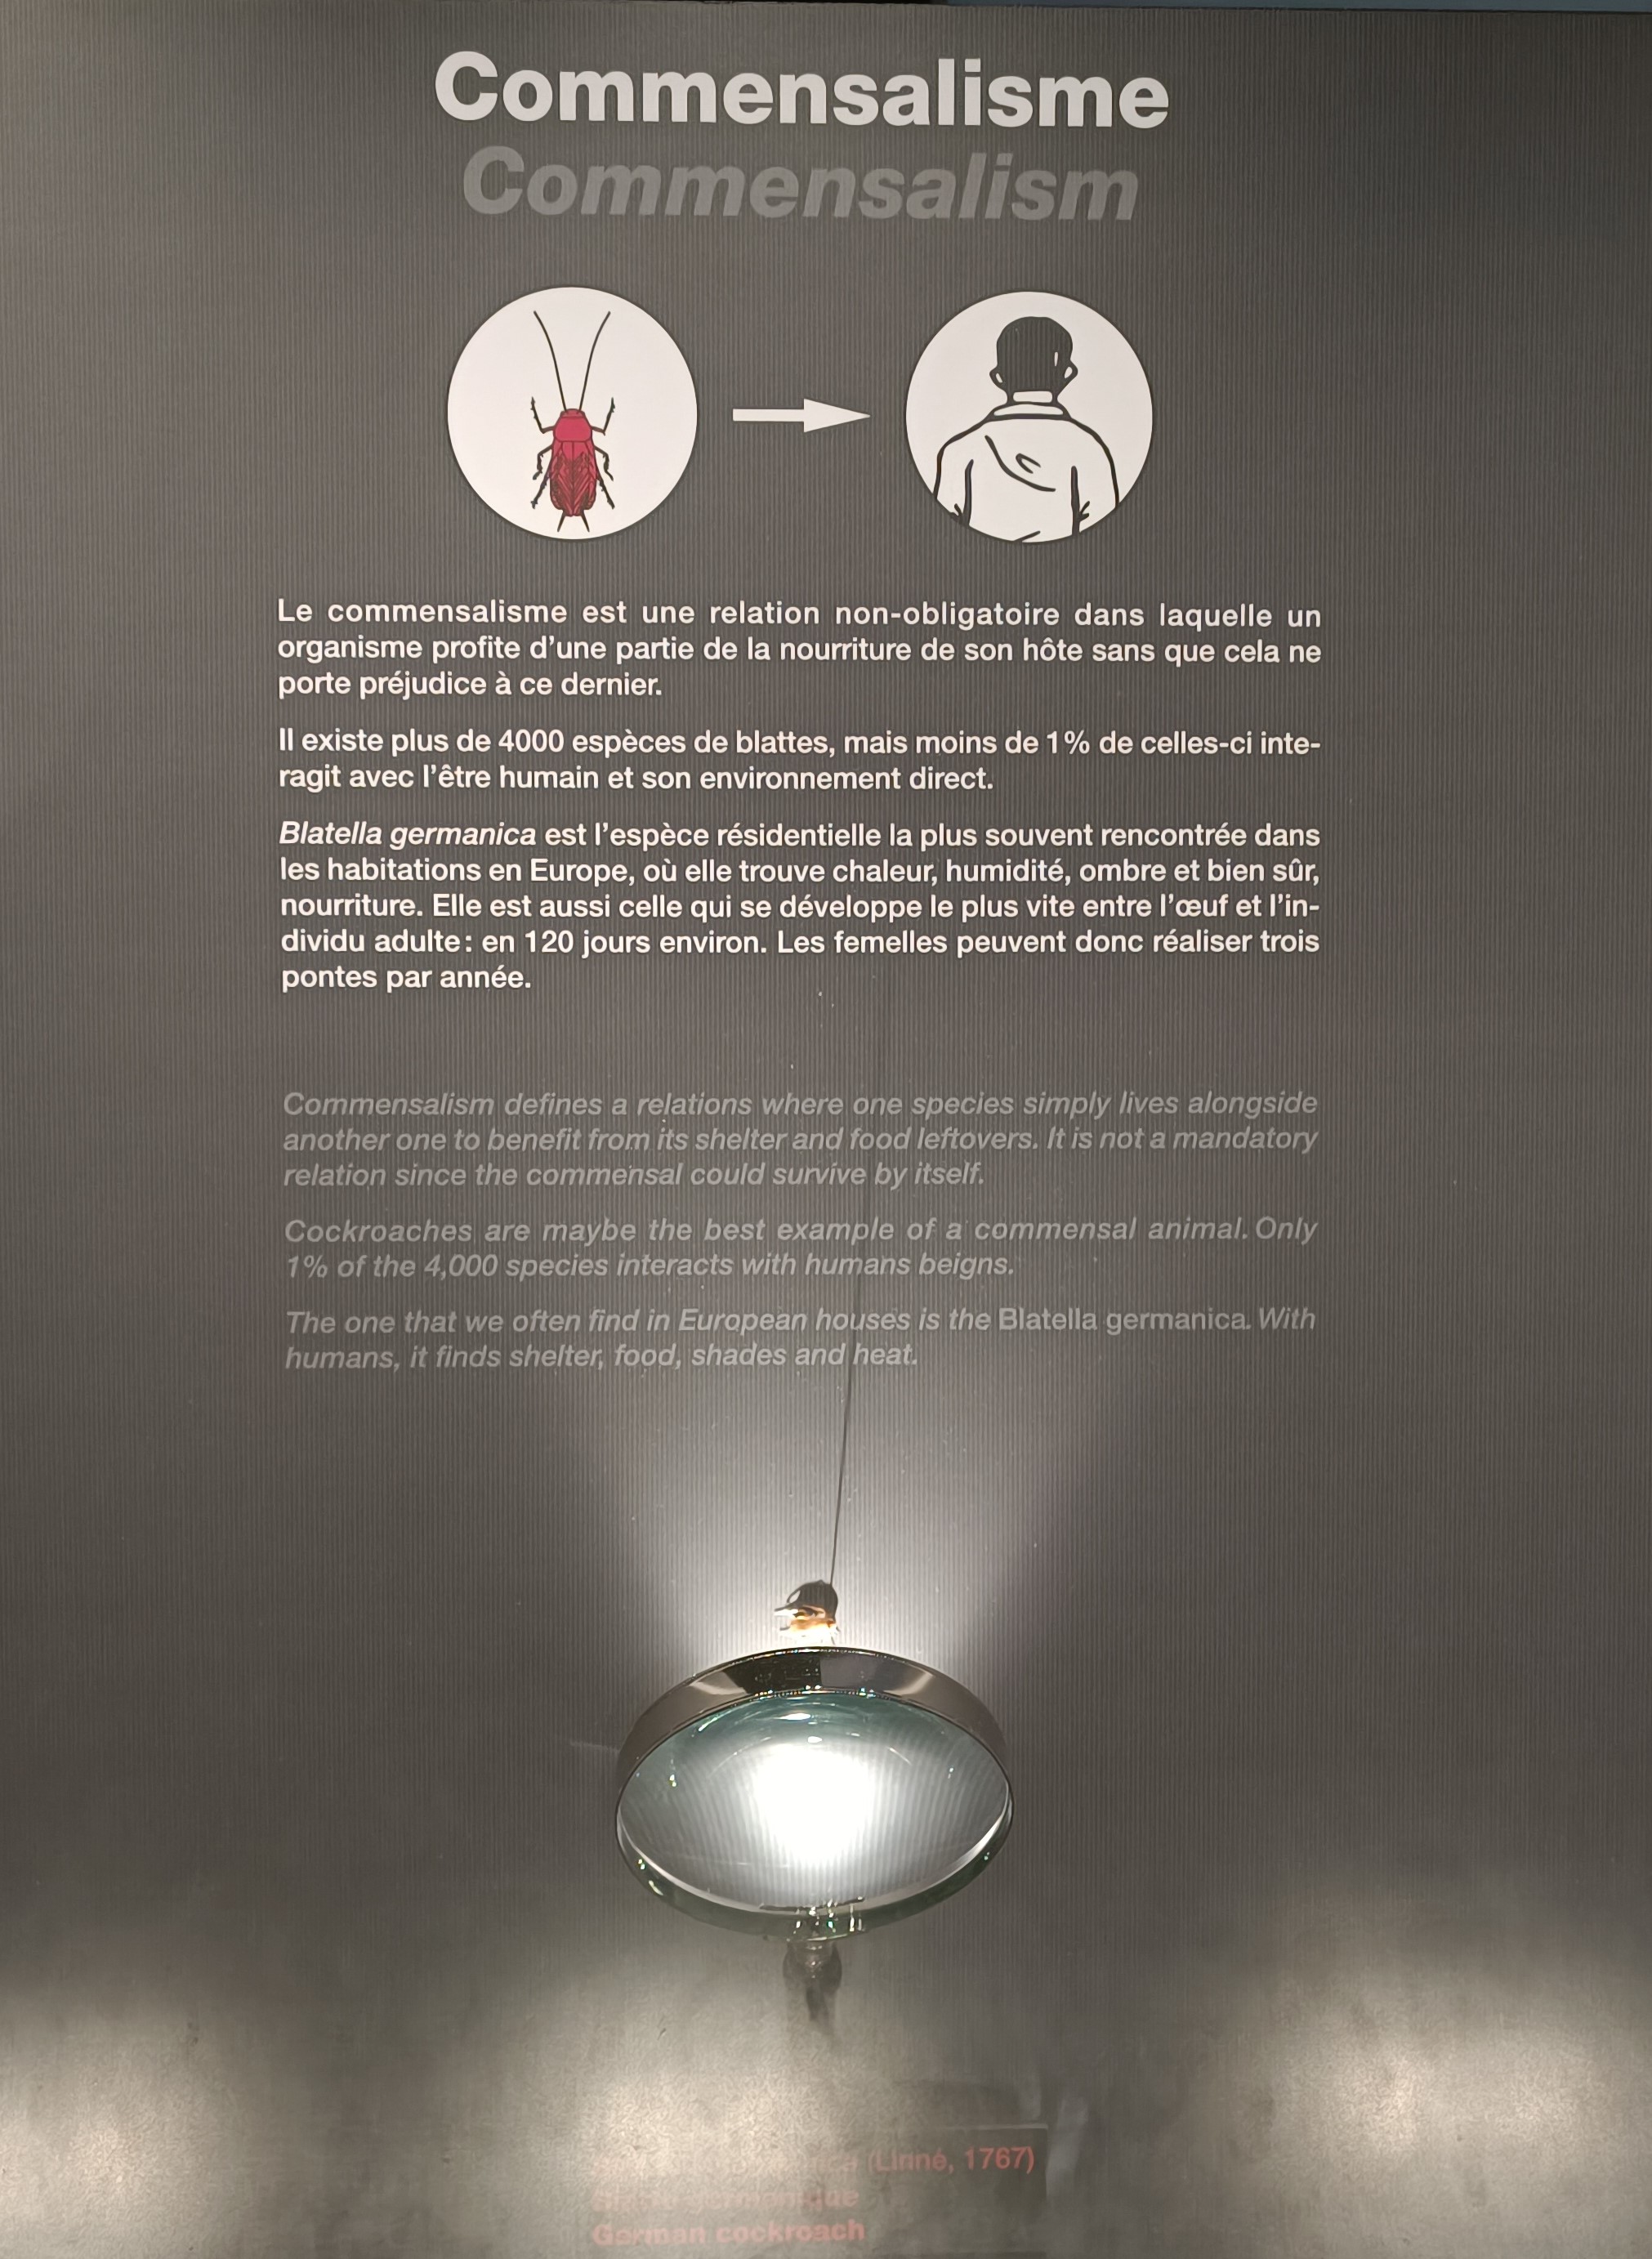 Commensalisme
Commensalism
Le commensalisme est une relation non-obligatoire dans laquelle un
organisme profite d'une partie de la nourriture de son hôte sans que cela ne
porte préjudice à ce dernier.
Il existe plus de 4000 espèces de blattes, mais moins de 1% de celles-ci inte-
ragit avec l'être humain et son environnement direct.
Blatella germanica est l'espèce résidentielle la plus souvent rencontrée dans
les habitations en Europe, où elle trouve chaleur, humidité, ombre et bien sûr,
nourriture. Elle est aussi celle qui se développe le plus vite entre l'œuf et l'in-
dividu adulte : en 120 jours environ. Les femelles peuvent donc réaliser trois
pontes par année.
Commensalism defines a relations where one species simply lives alongside
another one to benefit from its shelter and food leftovers. It is not a mandatory
relation since the commensal could survive by itself.
Cockroaches are maybe the best example of a commensal animal. Only
1% of the 4,000 species interacts with humans beigns.
The one that we often find in European houses is the Blatella germanica. With
humans, it finds shelter, food, shades and heat.
(Linné, 1767)
German cockroach